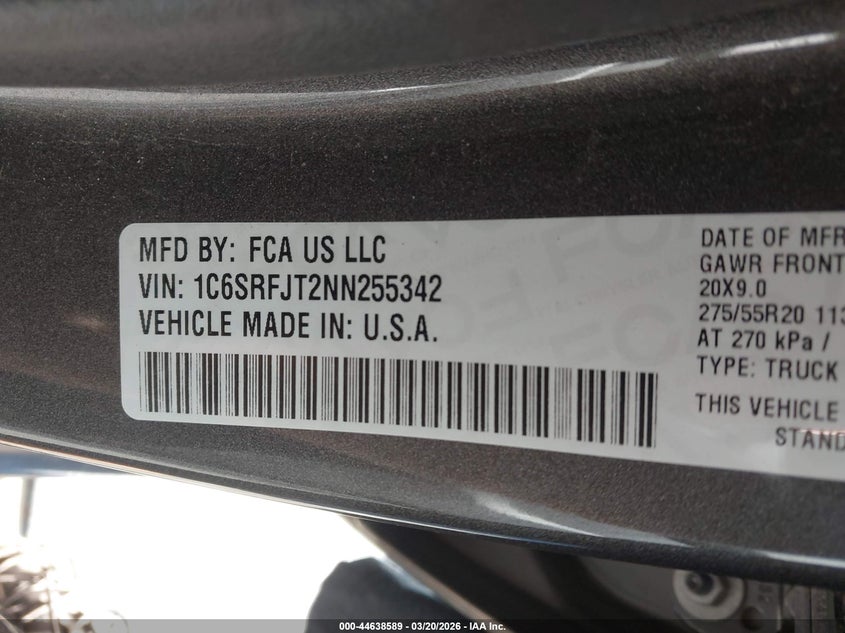 MFD BY: FCA US LLC
VIN: 1C6SRFJT2NN255342
VEHICLE MADE IN: U.S.A.
DATE OF MFR
GAWR FRONT
20X9.0
275/55R20 113
AT 270 kPa /
TYPE: TRUCK
THIS VEHICLE
STAND
000-44638589 — 03/20/2026 — IAA Inc.